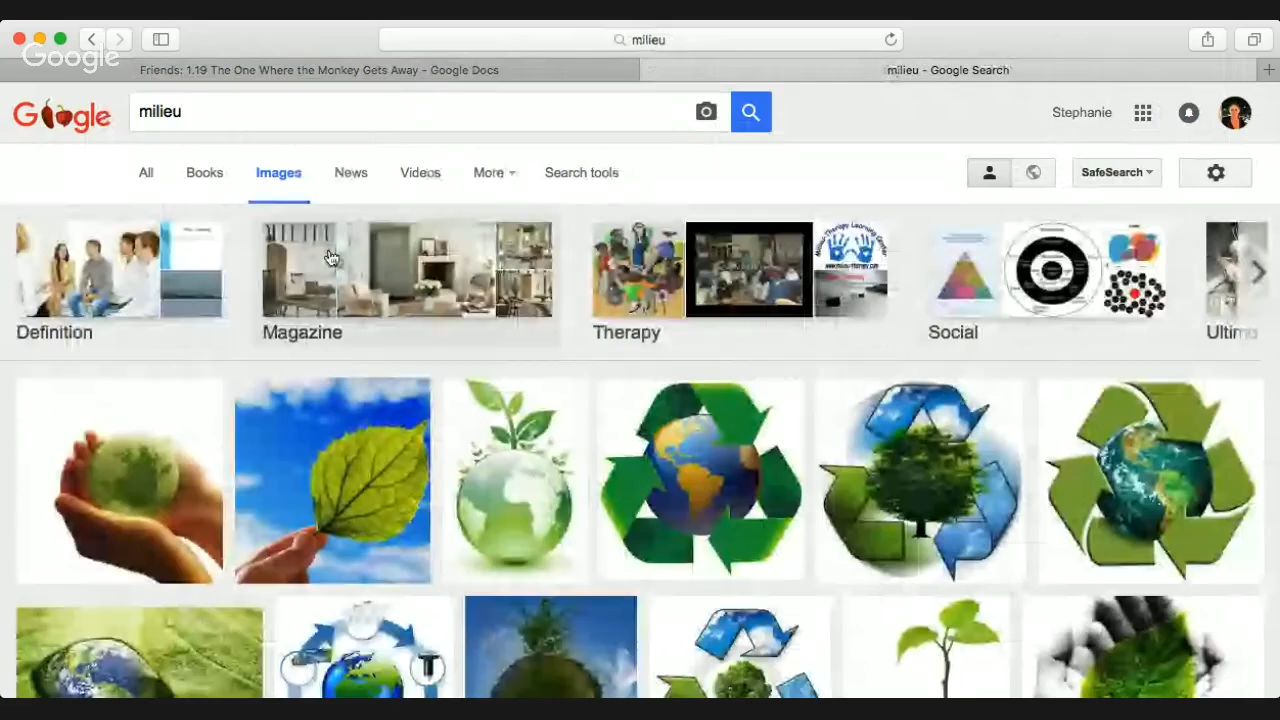 milieu
Google
Friends: 1.19 The One Where the Monkey Gets Away - Google Docs
milieu - Google Search
Google
milieu
Stephanie
All
Books
Images
News
Videos
More
Search tools
SafeSearch
Definition
Magazine
Therapy
Social